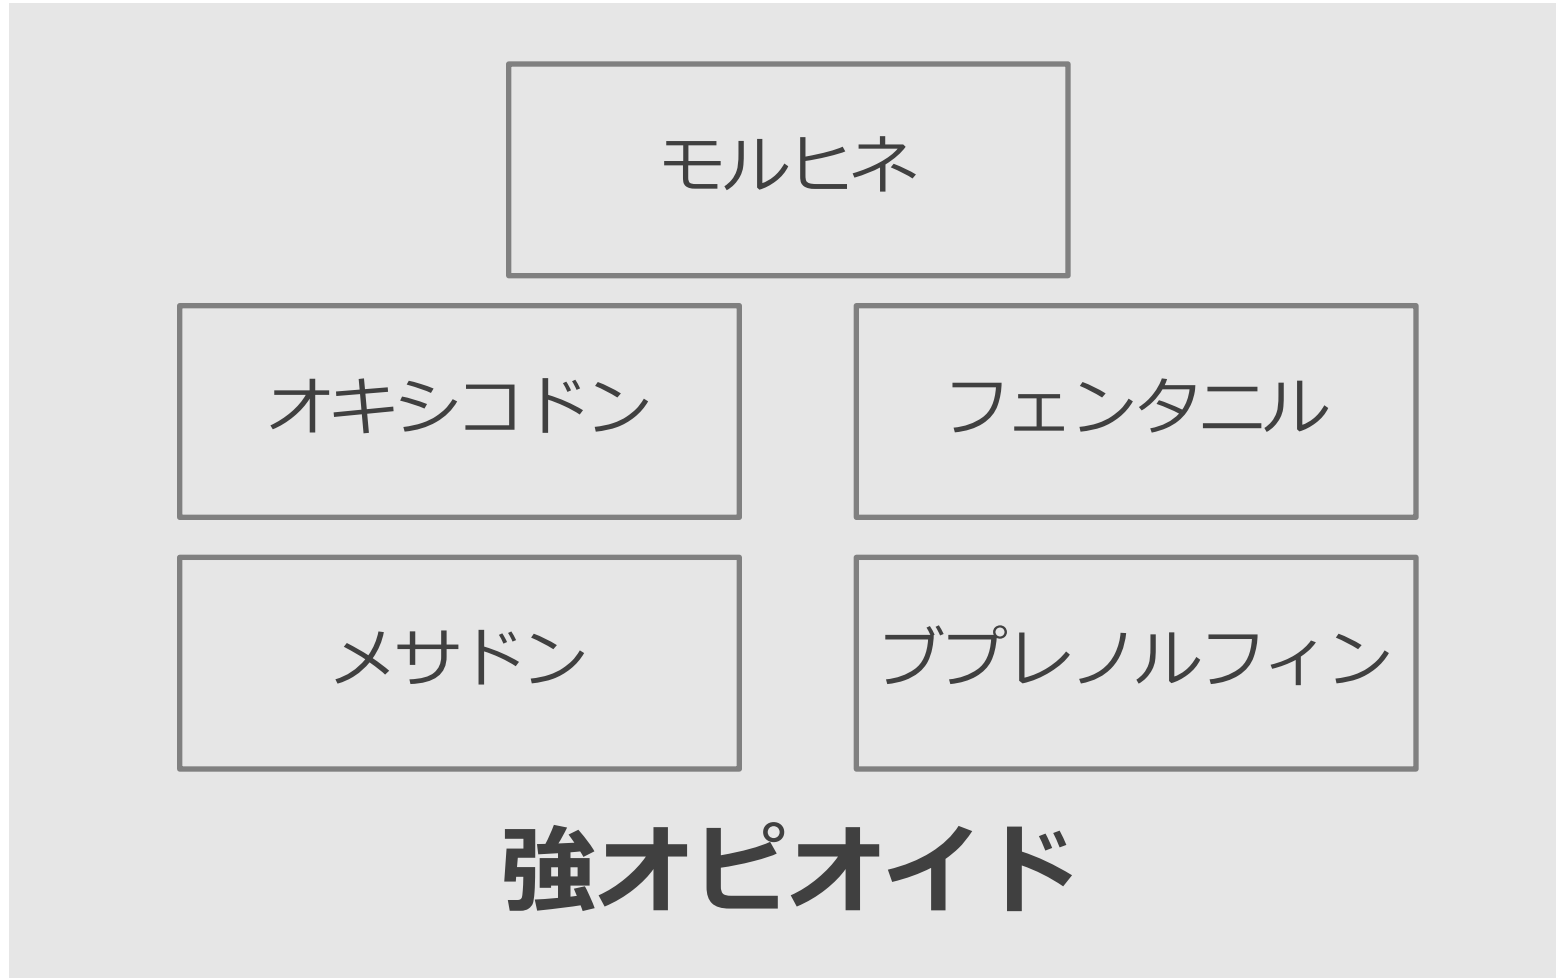 モルヒネ
オキシコドン
フェンタニル
メサドン
ブプレノルフィン
強オピオイド